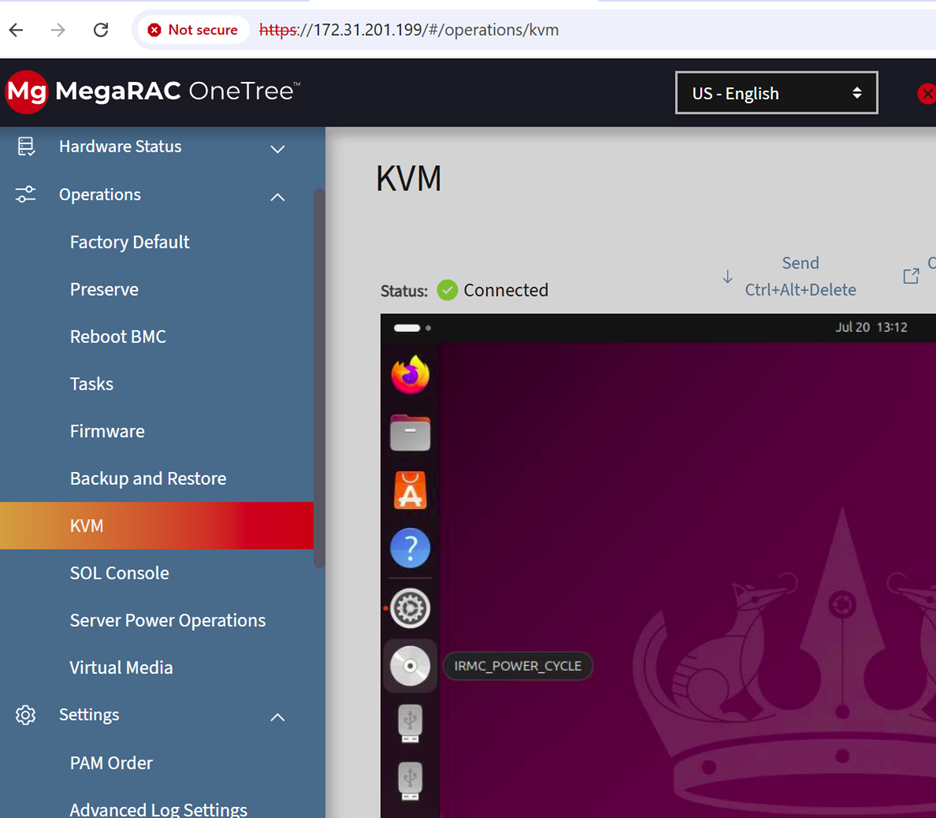 Not secure https://172.31.201.199/#/operations/kvm
Mg MegaRAC OneTree™
US - English
Hardware Status
Operations
Factory Default
Preserve
Reboot BMC
Tasks
Firmware
Backup and Restore
KVM
SOL Console
Server Power Operations
Virtual Media
Settings
PAM Order
Advanced Log Settings
KVM
Status: Connected
Send
Ctrl+Alt+Delete
Jul 20 13:12
IRMC_POWER_CYCLE